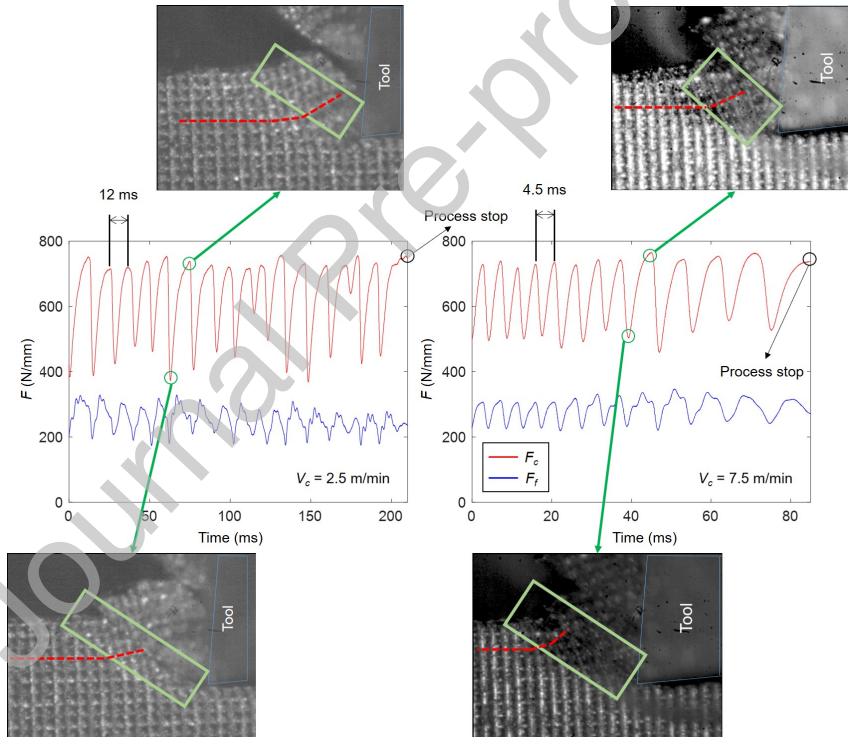 Tool
Tool
12 ms
4.5 ms
Process stop
800
600
400
200
0
F (N/mm)
0
50
100
150
200
Time (ms)
V_c = 2.5 m/min
800
600
400
200
0
F (N/mm)
0
20
40
60
80
Time (ms)
Process stop
F_c
F_f
V_c = 7.5 m/min
Tool
Tool
Journal Pre-pro